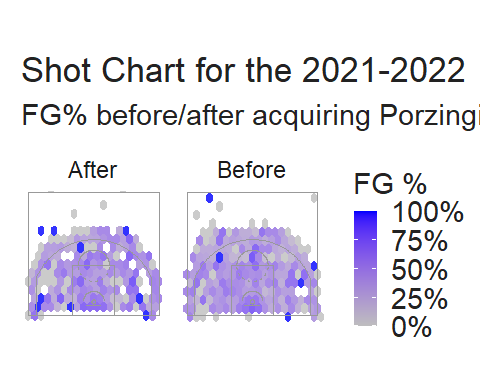 Shot Chart for the 2021-2022
FG% before/after acquiring Porzingi
After
Before
FG %
100%
75%
50%
25%
0%